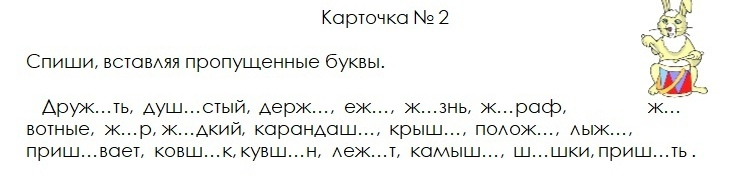 Карточка № 2
Спиши, вставляя пропущенные буквы.
Друж...ть, душ...стый, держ..., еж..., ж...знь, ж...раф, ж...
вотные, ж...р, ж...дкий, карандаш..., крыш..., полож..., лыж...,
приш...вает, ковш...к, кувш...н, леж...т, камыш..., ш...шки, приш...ть .